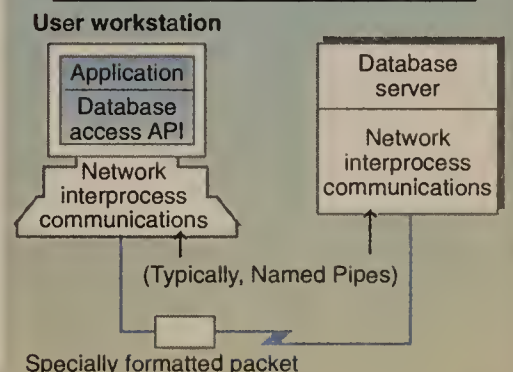 User workstation
Application
Database
access API
Network
interprocess
communications
Database
server
Network
interprocess
communications
(Typically, Named Pipes)
Specially formatted packet